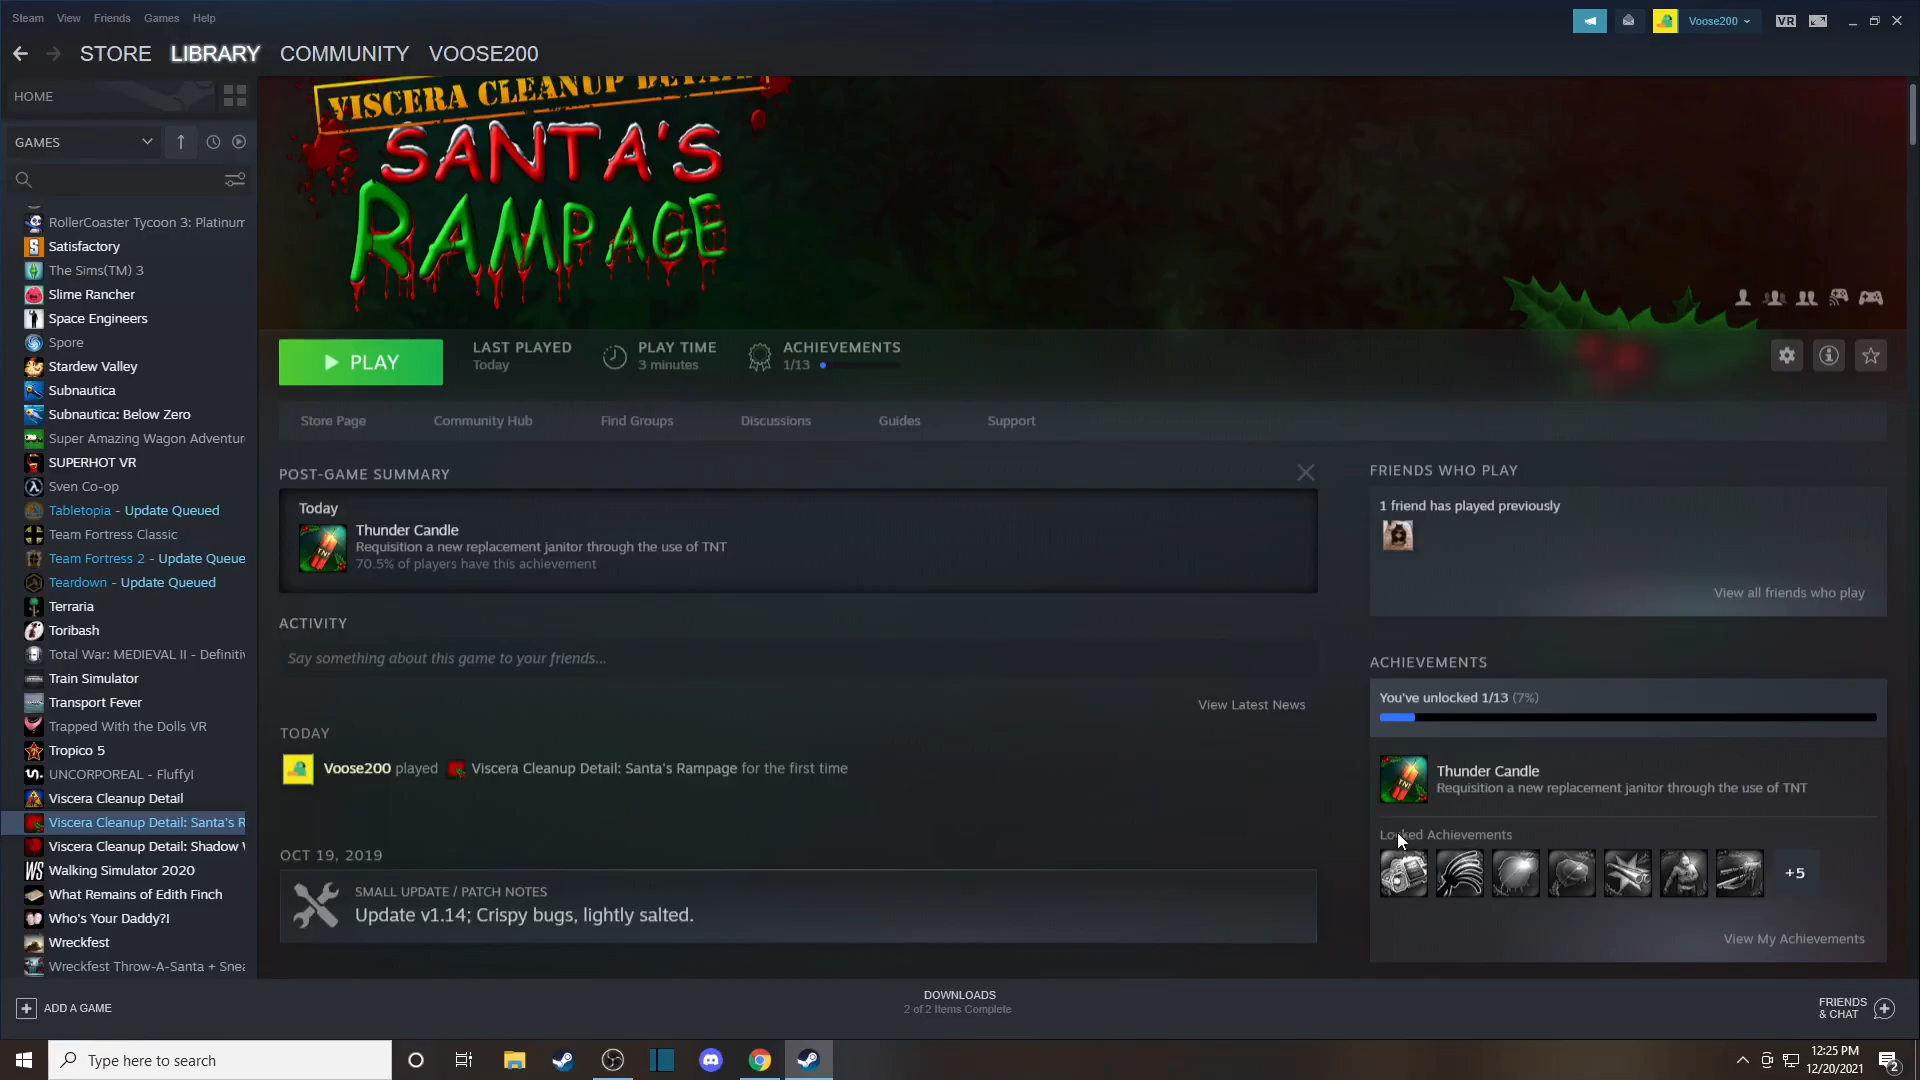 Steam View Friends Games Help
Voose200
VR
STORE LIBRARY COMMUNITY VOOSE200
HOME
GAMES
RollerCoaster Tycoon 3: Platinum
Satisfactory
The Sims(TM) 3
Slime Rancher
Space Engineers
Spore
Stardew Valley
Subnautica
Subnautica: Below Zero
Super Amazing Wagon Adventur
SUPERHOT VR
Sven Co-op
Tabletopia - Update Queued
Team Fortress Classic
Team Fortress 2 - Update Queue
Teardown - Update Queued
Terraria
Toribash
Total War: MEDIEVAL II - Definitiv
Train Simulator
Transport Fever
Trapped With the Dolls VR
Tropico 5
UNCORPOREAL - Fluffy!
Viscera Cleanup Detail
Viscera Cleanup Detail: Santa's R
Viscera Cleanup Detail: Shadow W
Walking Simulator 2020
What Remains of Edith Finch
Who's Your Daddy?!
Wreckfest
Wreckfest Throw-A-Santa + Snea
VISCERA CLEANUP DETAIL
SANTA'S
RAMPAGE
PLAY
LAST PLAYED
Today
PLAY TIME
3 minutes
ACHIEVEMENTS
1/13
Store Page Community Hub Find Groups Discussions Guides Support
POST-GAME SUMMARY
Today
TNT
Thunder Candle
Requisition a new replacement janitor through the use of TNT
70.5% of players have this achievement
ACTIVITY
Say something about this game to your friends...
View Latest News
TODAY
Voose200 played Viscera Cleanup Detail: Santa's Rampage for the first time
OCT 19, 2019
SMALL UPDATE / PATCH NOTES
Update v1.14; Crispy bugs, lightly salted.
FRIENDS WHO PLAY
1 friend has played previously
View all friends who play
ACHIEVEMENTS
You've unlocked 1/13 (7%)
Thunder Candle
Requisition a new replacement janitor through the use of TNT
Locked Achievements
+5
View My Achievements
ADD A GAME
DOWNLOADS
2 of 2 Items Complete
FRIENDS
& CHAT
Type here to search
12:25 PM
12/20/2021
2